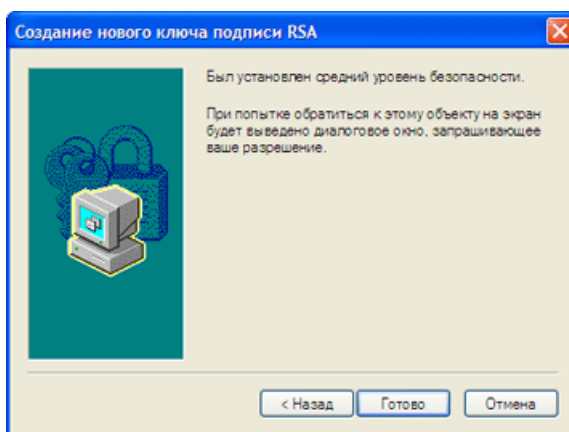 Создание нового ключа подписи RSA
Был установлен средний уровень безопасности.
При попытке обратиться к этому объекту на экран
будет выведено диалоговое окно, запрашивающее
ваше разрешение.
< Назад
Готово
Отмена